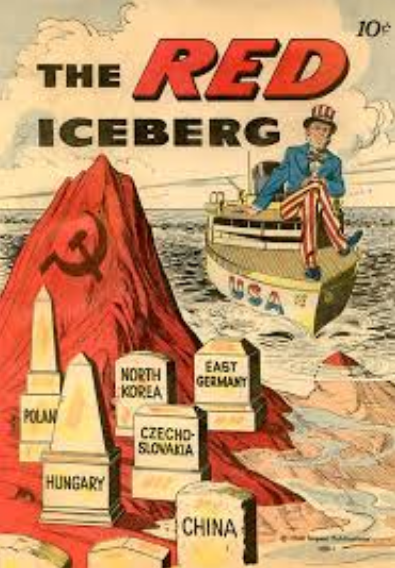 10¢
THE RED
ICEBERG
USA
NORTH
KOREA
EAST
GERMANY
POLAN
CZECHO-
SLOVAKIA
HUNGARY
CHINA